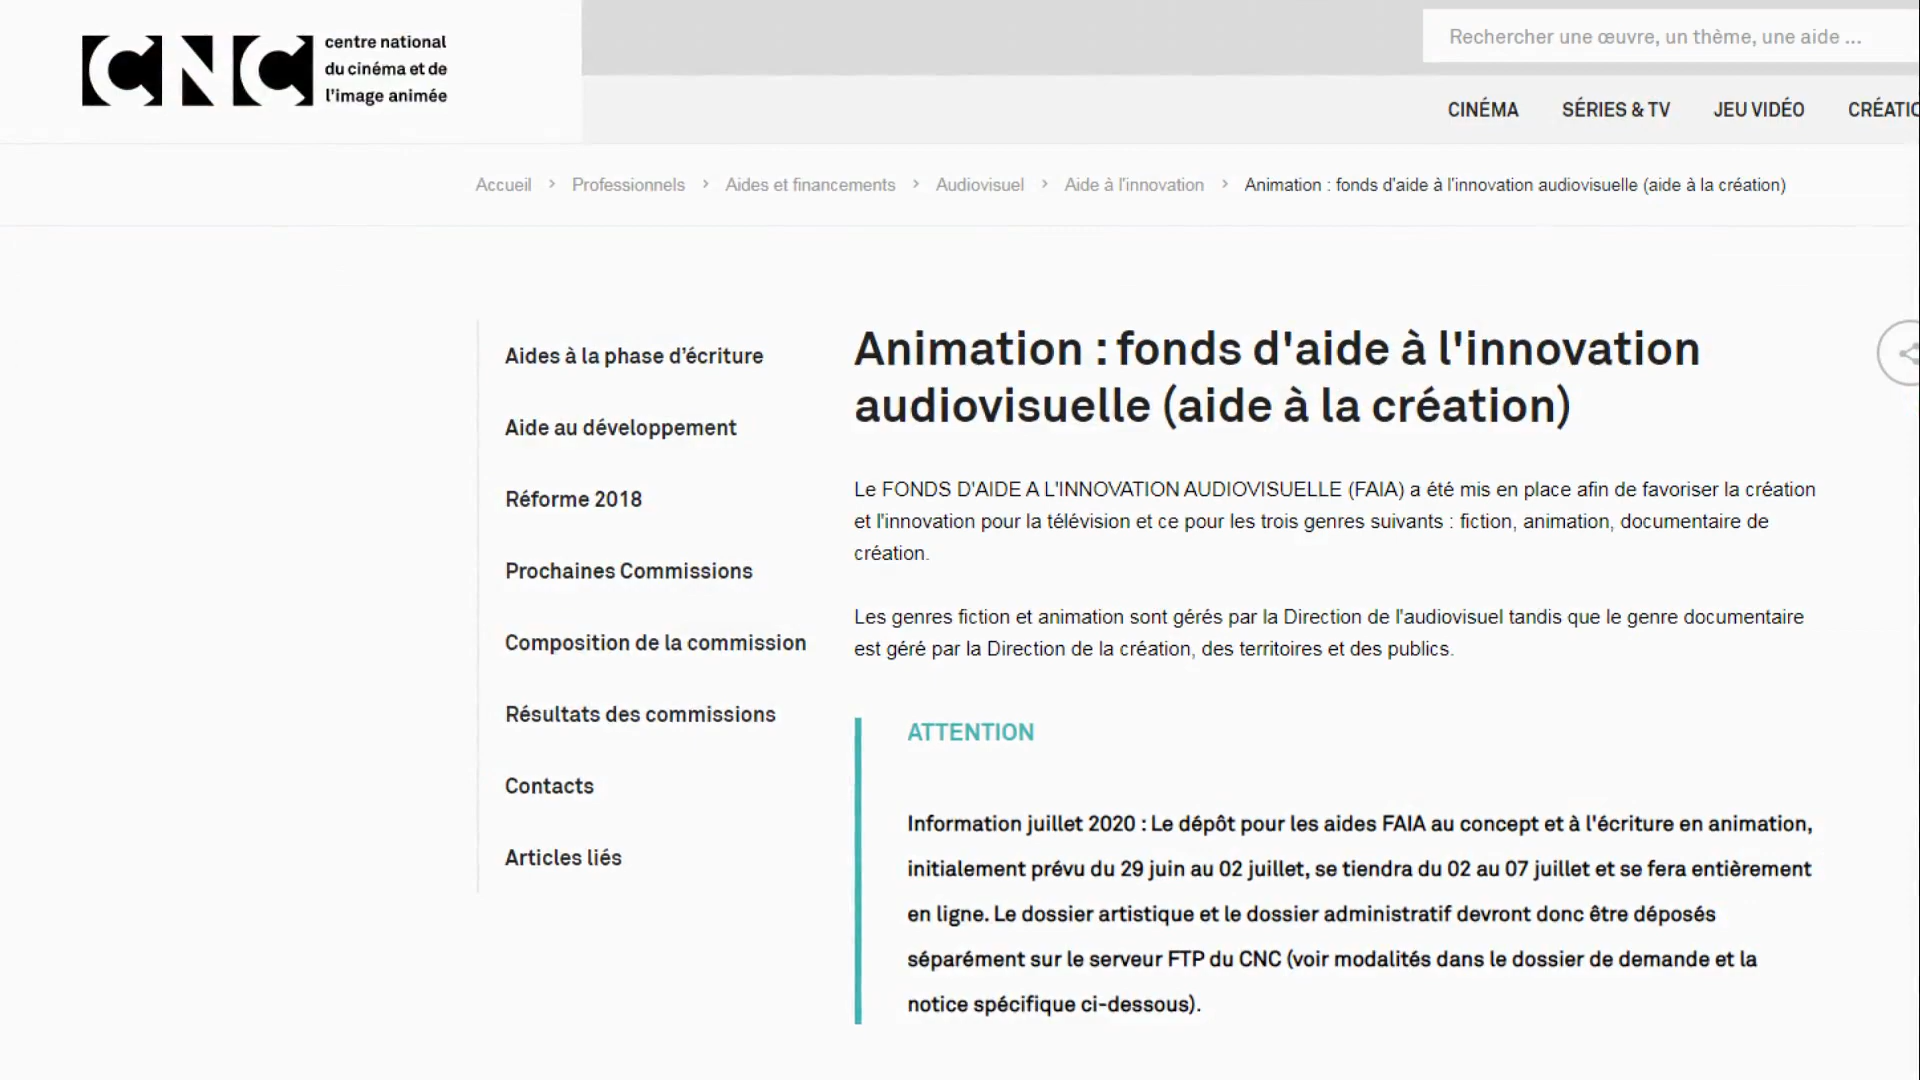 CNC
centre national
du cinéma et de
l'image animée
Rechercher une œuvre, un thème, une aide ...
CINÉMA SÉRIES & TV JEU VIDÉO
Accueil > Professionnels > Aides et financements > Audiovisuel > Aide à l'innovation > Animation : fonds d'aide à l'innovation audiovisuelle (aide à la création)
Aides à la phase d’écriture
Aide au développement
Réforme 2018
Prochaines Commissions
Composition de la commission
Résultats des commissions
Contacts
Articles liés
Animation : fonds d'aide à l'innovation
audiovisuelle (aide à la création)
Le FONDS D'AIDE A L'INNOVATION AUDIOVISUELLE (FAIA) a été mis en place afin de favoriser la création
et l'innovation pour la télévision et ce pour les trois genres suivants : fiction, animation, documentaire de
création.
Les genres fiction et animation sont gérés par la Direction de l'audiovisuel tandis que le genre documentaire
est géré par la Direction de la création, des territoires et des publics.
ATTENTION
Information juillet 2020 : Le dépôt pour les aides FAIA au concept et à l'écriture en animation,
initialement prévu du 29 juin au 02 juillet, se tiendra du 02 au 07 juillet et se fera entièrement
en ligne. Le dossier artistique et le dossier administratif devront donc être déposés
séparément sur le serveur FTP du CNC (voir modalités dans le dossier de demande et la
notice spécifique ci-dessous).